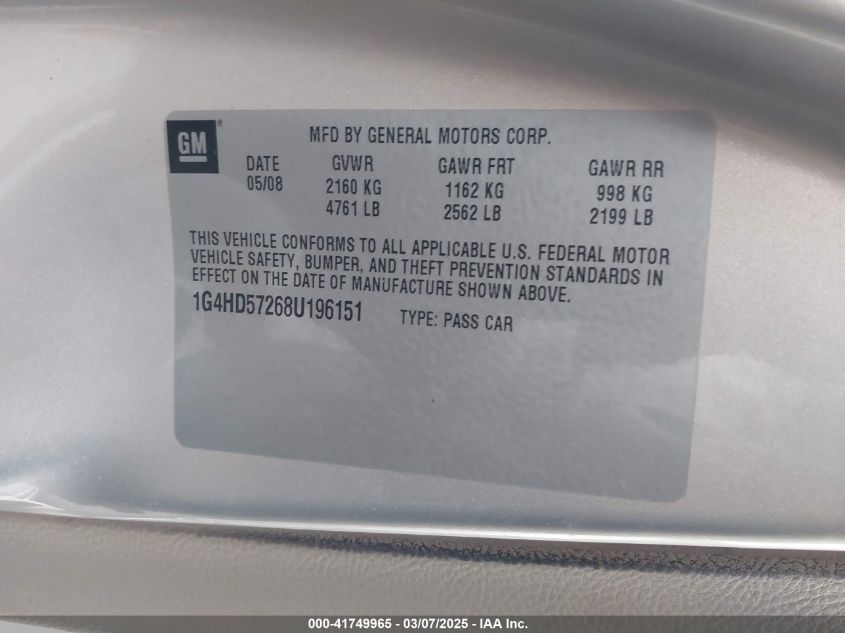 GM
MFD BY GENERAL MOTORS CORP.
DATE GVWR GAWR FRT GAWR RR
05/08 2160 KG 1162 KG 998 KG
4761 LB 2562 LB 2199 LB
THIS VEHICLE CONFORMS TO ALL APPLICABLE U.S. FEDERAL MOTOR
VEHICLE SAFETY, BUMPER, AND THEFT PREVENTION STANDARDS IN
EFFECT ON THE DATE OF MANUFACTURE SHOWN ABOVE.
1G4HD57268U196151 TYPE: PASS CAR
000-41749965 - 03/07/2025 - IAA Inc.